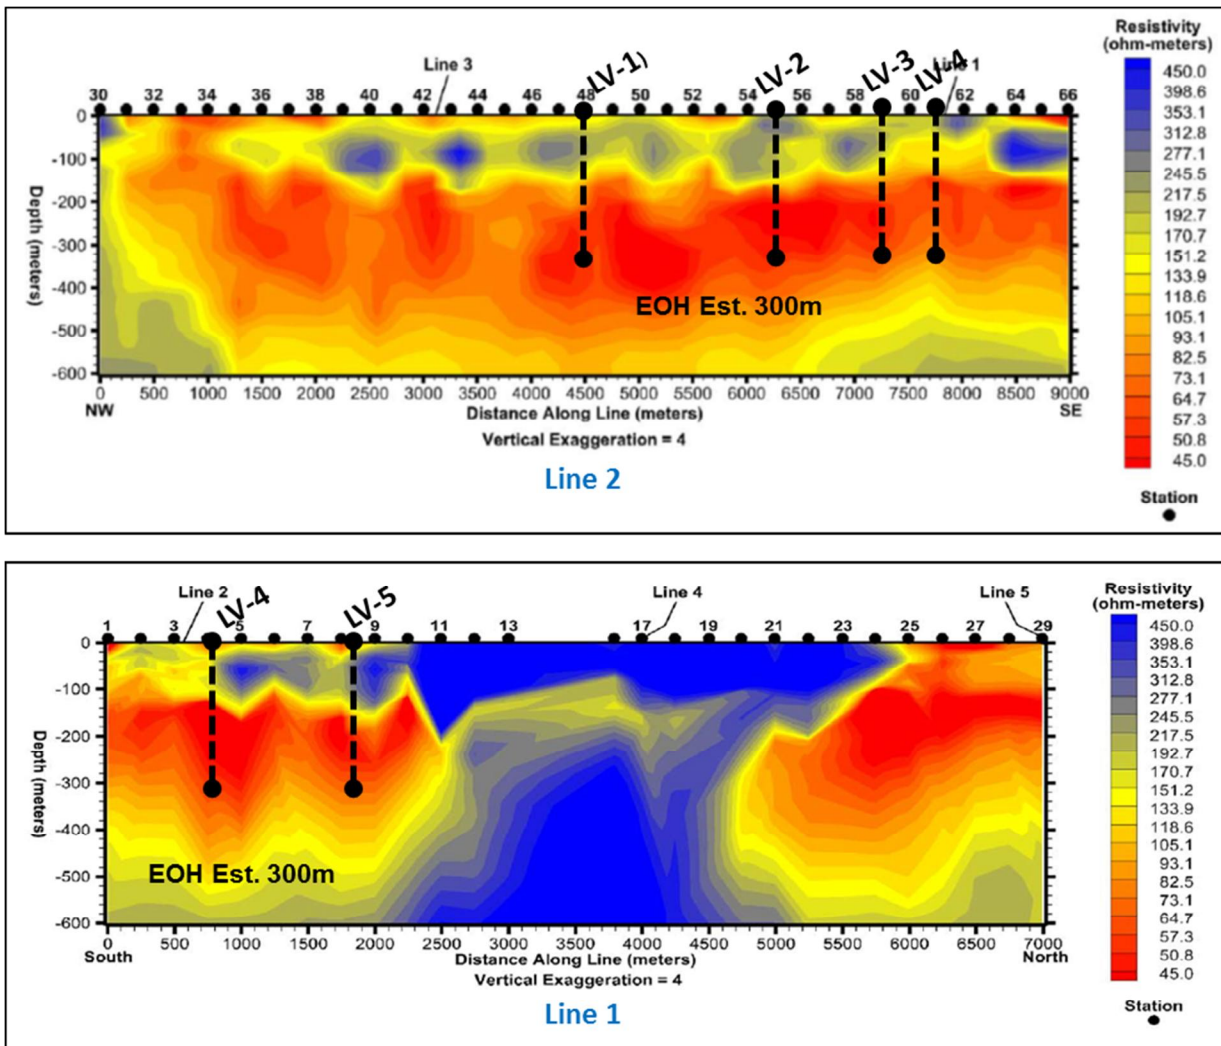 Resistivity
(ohm-meters)
Line 3
LV-1)
LV-2
LV-3
LV-4
Line 1
30 32 34 36 38 40 42 44 46 48 50 52 54 56 58 60 62 64 66
0
-100
-200
-300
-400
-500
-600
Depth (meters)
EOH Est. 300m
0 500 1000 1500 2000 2500 3000 3500 4000 4500 5000 5500 6000 6500 7000 7500 8000 8500 9000
NW
Distance Along Line (meters)
SE
Vertical Exaggeration = 4
Line 2
450.0
398.6
353.1
312.8
277.1
245.5
217.5
192.7
170.7
151.2
133.9
118.6
105.1
93.1
82.5
73.1
64.7
57.3
50.8
45.0
Station
Resistivity
(ohm-meters)
Line 2
LV-4
LV-5
Line 4
Line 5
1 3 5 7 9 11 13 17 19 21 23 25 27 29
0
-100
-200
-300
-400
-500
-600
Depth (meters)
EOH Est. 300m
0 500 1000 1500 2000 2500 3000 3500 4000 4500 5000 5500 6000 6500 7000
South
Distance Along Line (meters)
North
Vertical Exaggeration = 4
Line 1
450.0
398.6
353.1
312.8
277.1
245.5
217.5
192.7
170.7
151.2
133.9
118.6
105.1
93.1
82.5
73.1
64.7
57.3
50.8
45.0
Station